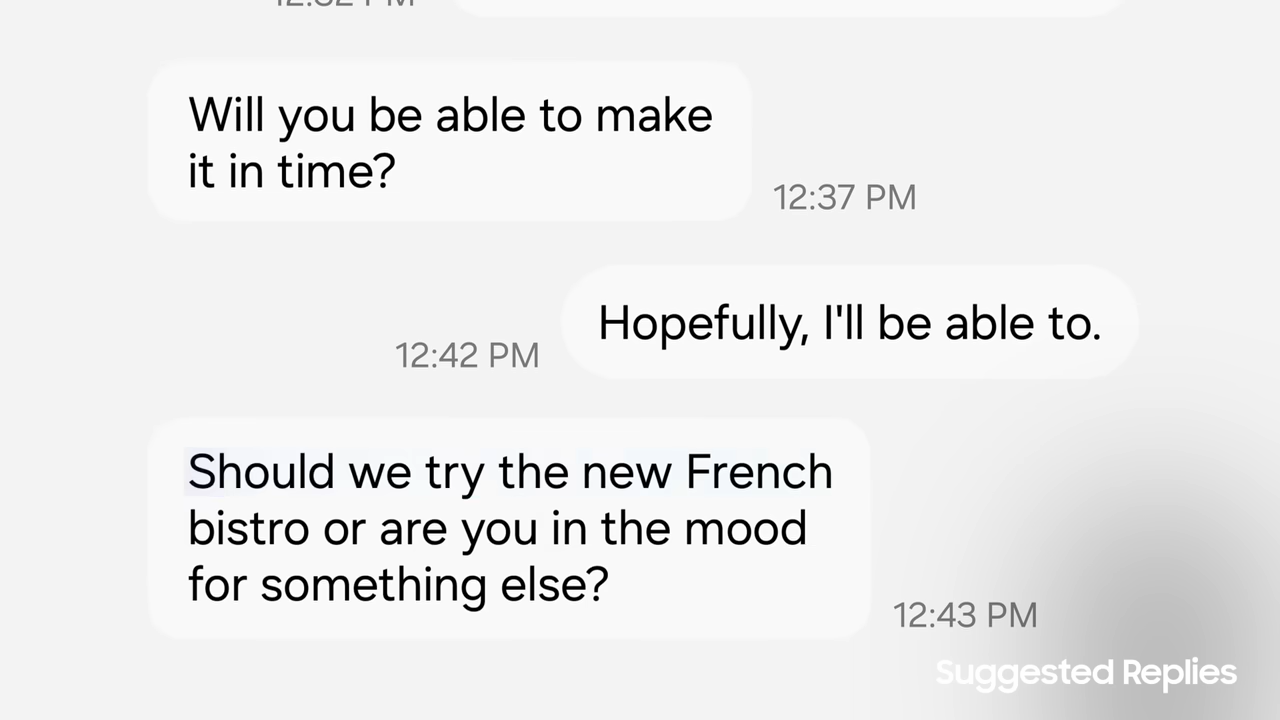 Will you be able to make
it in time?
12:37 PM
Hopefully, I'll be able to.
12:42 PM
Should we try the new French
bistro or are you in the mood
for something else?
12:43 PM
Suggested Replies